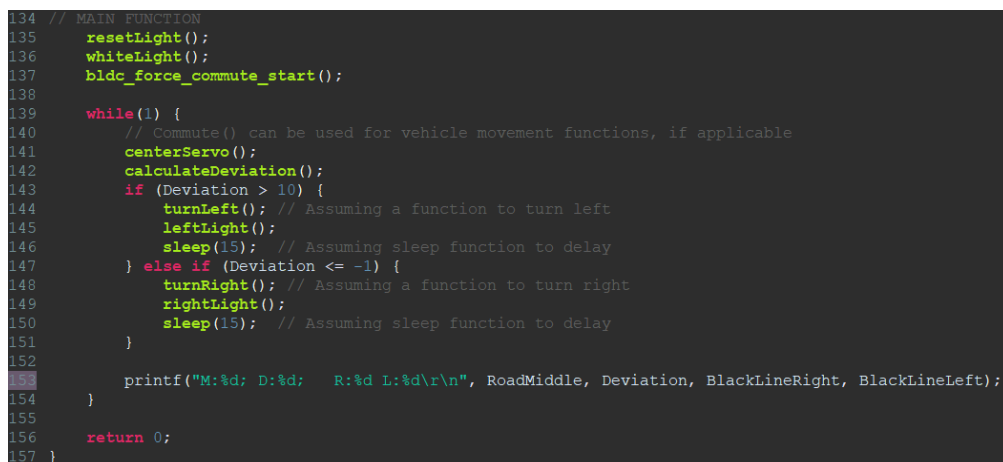 134 // MAIN FUNCTION
135     resetLight();
136     whiteLight();
137     bldc_force_commute_start();
138
139     while(1) {
140         // Commute() can be used for vehicle movement functions, if applicable
141         centerServo();
142         calculateDeviation();
143         if (Deviation > 10) {
144             turnLeft(); // Assuming a function to turn left
145             leftLight();
146             sleep(15);  // Assuming sleep function to delay
147         } else if (Deviation <= -1) {
148             turnRight(); // Assuming a function to turn right
149             rightLight();
150             sleep(15);  // Assuming sleep function to delay
151         }
152
153         printf("M:%d; D:%d;   R:%d L:%d\r\n", RoadMiddle, Deviation, BlackLineRight, BlackLineLeft);
154     }
155
156     return 0;
157 }